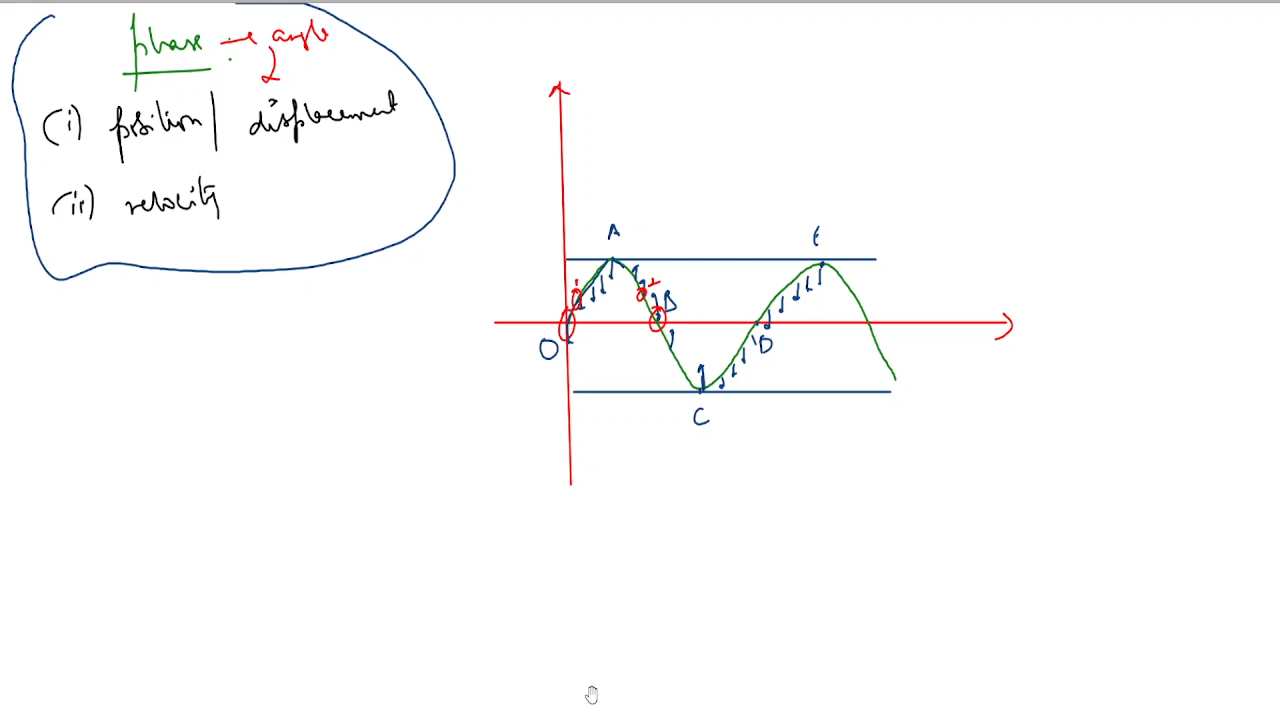 phase → angle
(i) position | displacement
(ii) velocity
A
E
B
O
D
C